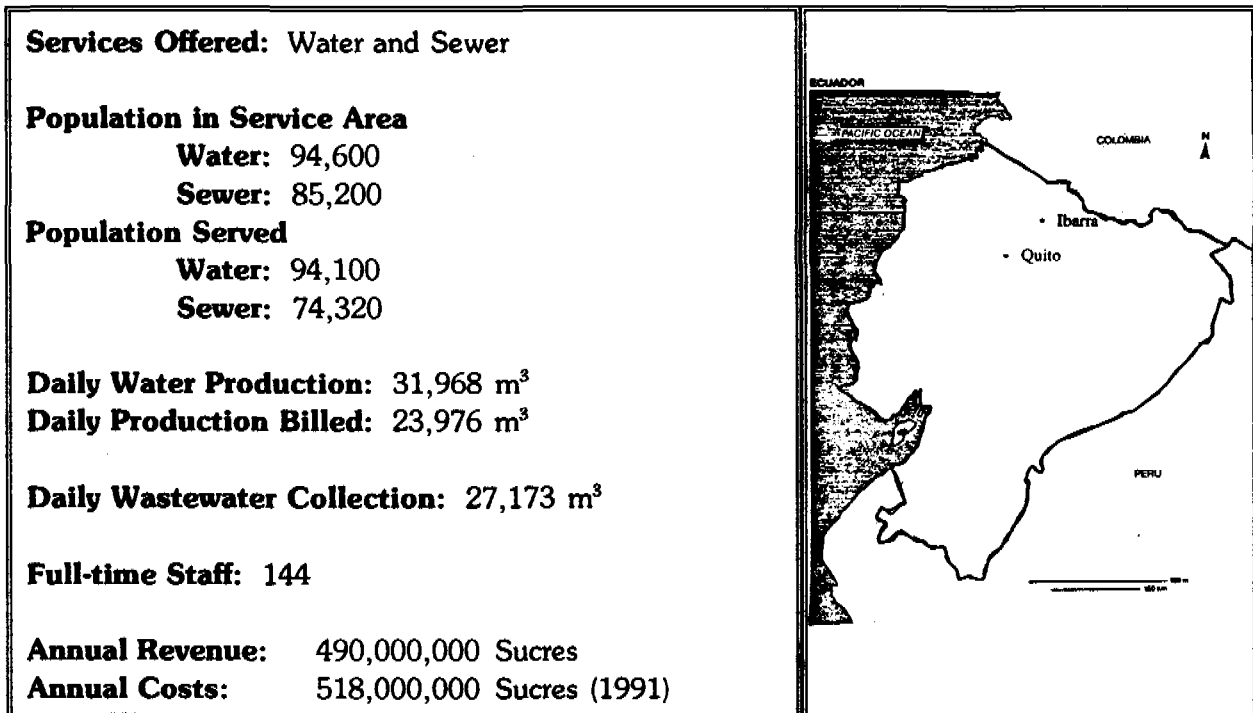 Services Offered: Water and Sewer
Population in Service Area
Water: 94,600
Sewer: 85,200
Population Served
Water: 94,100
Sewer: 74,320
Daily Water Production: 31,968 m³
Daily Production Billed: 23,976 m³
Daily Wastewater Collection: 27,173 m³
Full-time Staff: 144
Annual Revenue: 490,000,000 Sucres
Annual Costs: 518,000,000 Sucres (1991)
ECUADOR
PACIFIC OCEAN
COLOMBIA
N
Ibarra
Quito
PERU